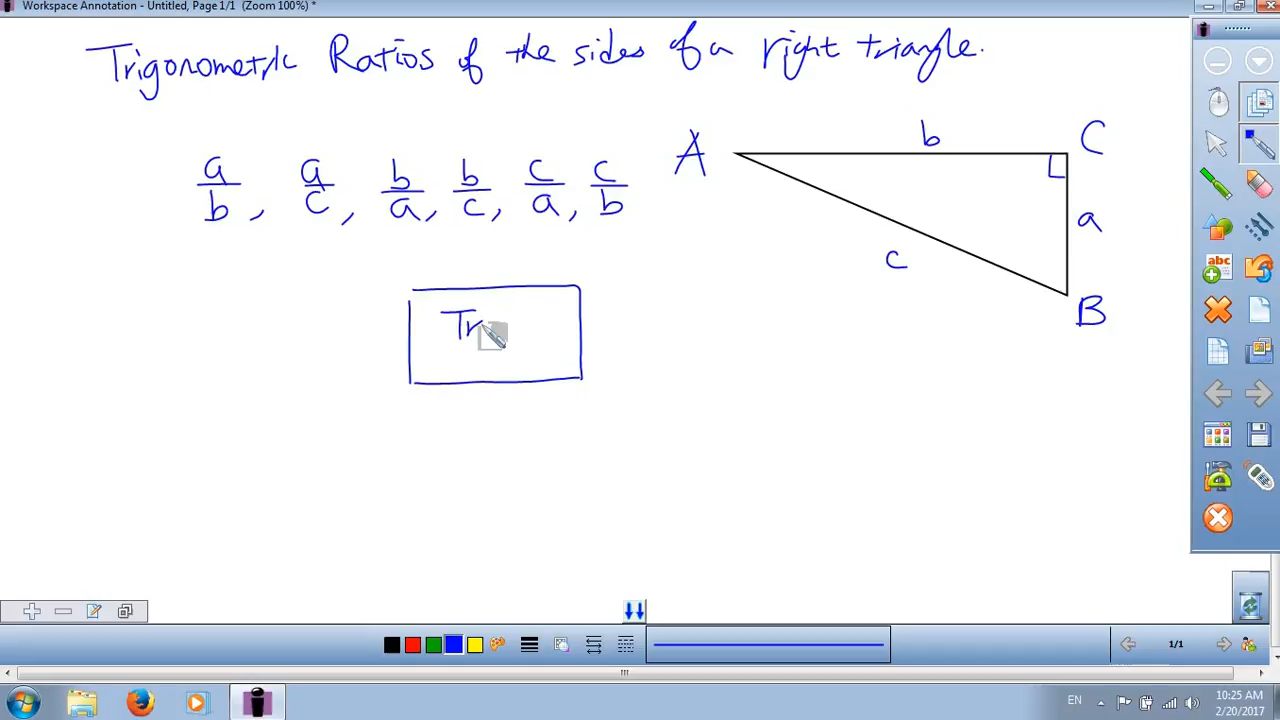 Workspace Annotation - Untitled, Page 1/1 (Zoom 100%) *
Trigonometric Ratios of the sides of a right triangle.
a/b, a/c, b/a, b/c, c/a, c/b
A
b
C
a
c
B
Tr
abc
1/1
EN
10:25 AM
2/20/2017